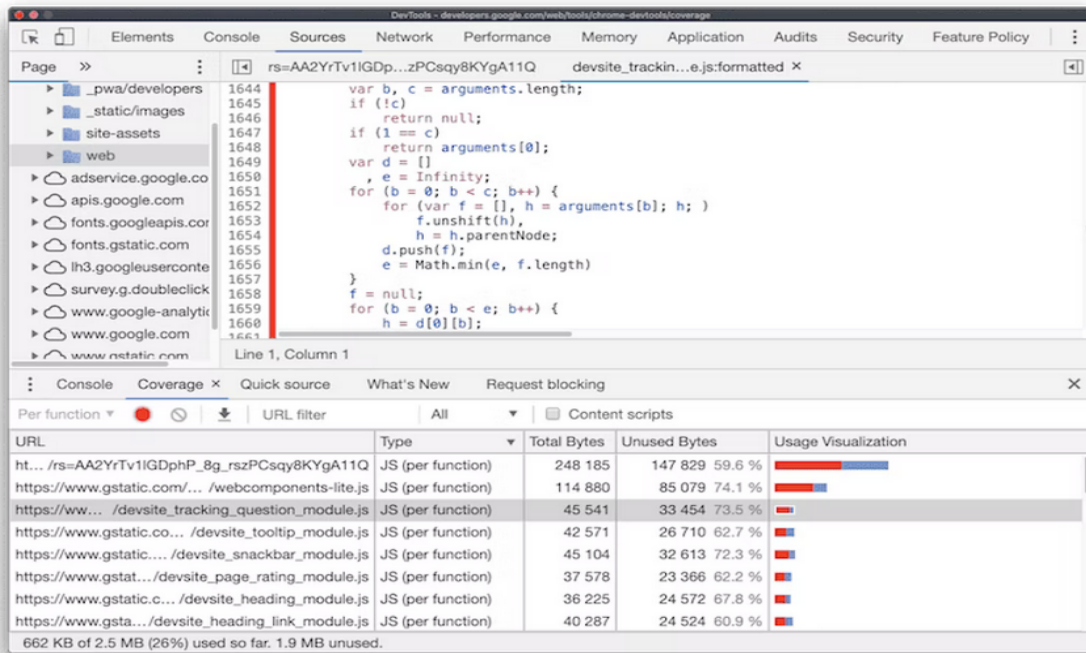 DevTools - developers.google.com/web/tools/chrome-devtools/coverage
Elements Console Sources Network Performance Memory Application Audits Security Feature Policy
Page » rs=AA2YrTv1IGDp...zPCsqy8KYgA11Q devsite_trackin...e.js:formatted ×
_pwa/developers
_static/images
site-assets
web
adservice.google.co
apis.google.com
fonts.googleapis.cor
fonts.gstatic.com
lh3.googleuserconte
survey.g.doubleclick
www.google-analytic
www.google.com
www.gstatic.com
1644 var b, c = arguments.length;
1645 if (!c)
1646 return null;
1647 if (1 == c)
1648 return arguments[0];
1649 var d = []
1650 , e = Infinity;
1651 for (b = 0; b < c; b++) {
1652 for (var f = [], h = arguments[b]; h; )
1653 f.unshift(h),
1654 h = h.parentNode;
1655 d.push(f);
1656 e = Math.min(e, f.length)
1657 }
1658 f = null;
1659 for (b = 0; b < e; b++) {
1660 h = d[0][b];
1661
Line 1, Column 1
Console Coverage × Quick source What's New Request blocking ×
Per function URL filter All Content scripts
URL Type Total Bytes Unused Bytes Usage Visualization
ht... /rs=AA2YrTv1IGDphP_8g_rszPCsqy8KYgA11Q JS (per function) 248 185 147 829 59.6 %
https://www.gstatic.com/... /webcomponents-lite.js JS (per function) 114 880 85 079 74.1 %
https://ww... /devsite_tracking_question_module.js JS (per function) 45 541 33 454 73.5 %
https://www.gstatic.co... /devsite_tooltip_module.js JS (per function) 42 571 26 710 62.7 %
https://www.gstatic.... /devsite_snackbar_module.js JS (per function) 45 104 32 613 72.3 %
https://www.gstat.../devsite_page_rating_module.js JS (per function) 37 578 23 366 62.2 %
https://www.gstatic.c... /devsite_heading_module.js JS (per function) 36 225 24 572 67.8 %
https://www.gsta.../devsite_heading_link_module.js JS (per function) 40 287 24 524 60.9 %
662 KB of 2.5 MB (26%) used so far. 1.9 MB unused.